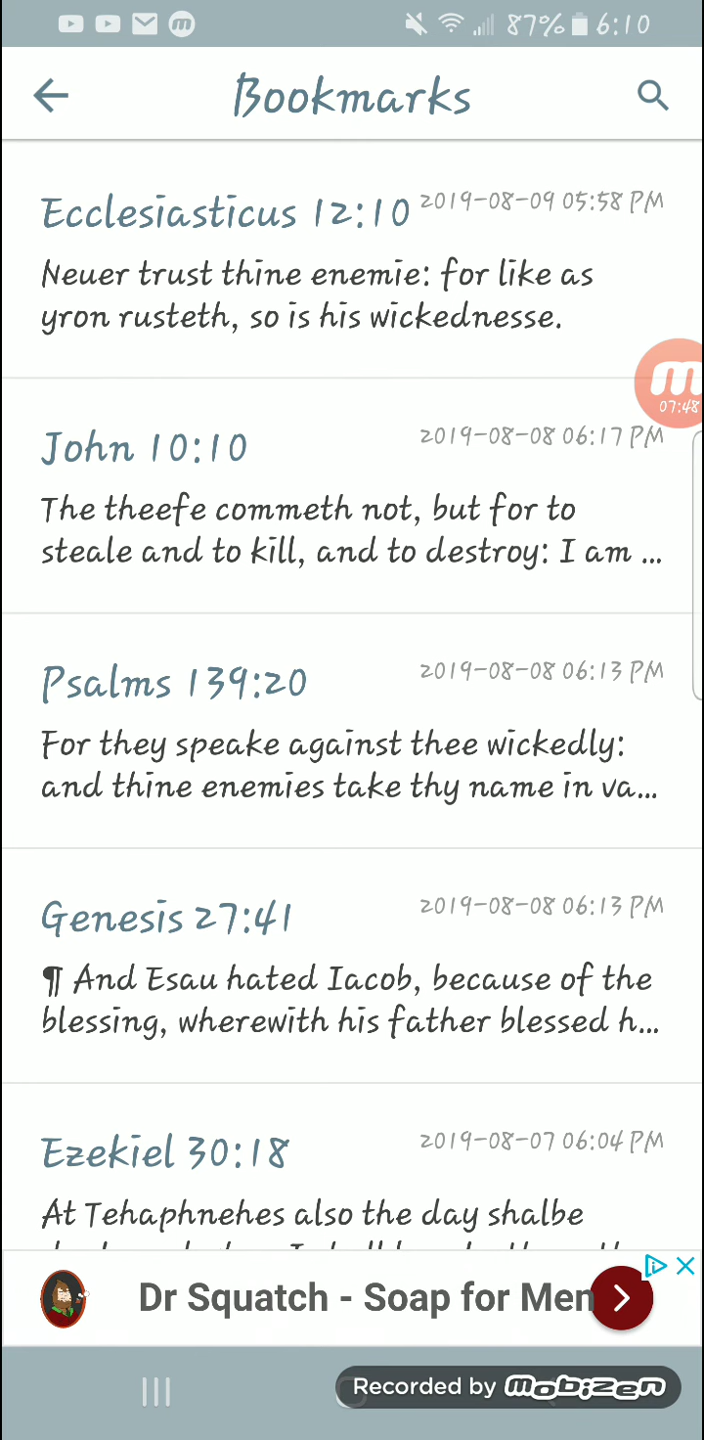 87% 6:10
Bookmarks
Ecclesiasticus 12:10 2019-08-09 05:58 PM
Neuer trust thine enemie: for like as
yron rusteth, so is his wickednesse.
m
07:48
John 10:10 2019-08-08 06:17 PM
The theefe commeth not, but for to
steale and to kill, and to destroy: I am ...
Psalms 139:20 2019-08-08 06:13 PM
For they speake against thee wickedly:
and thine enemies take thy name in va...
Genesis 27:41 2019-08-08 06:13 PM
¶ And Esau hated Iacob, because of the
blessing, wherewith his father blessed h...
Ezekiel 30:18 2019-08-07 06:04 PM
At Tehaphnehes also the day shalbe
Dr Squatch - Soap for Men
Recorded by mobizen